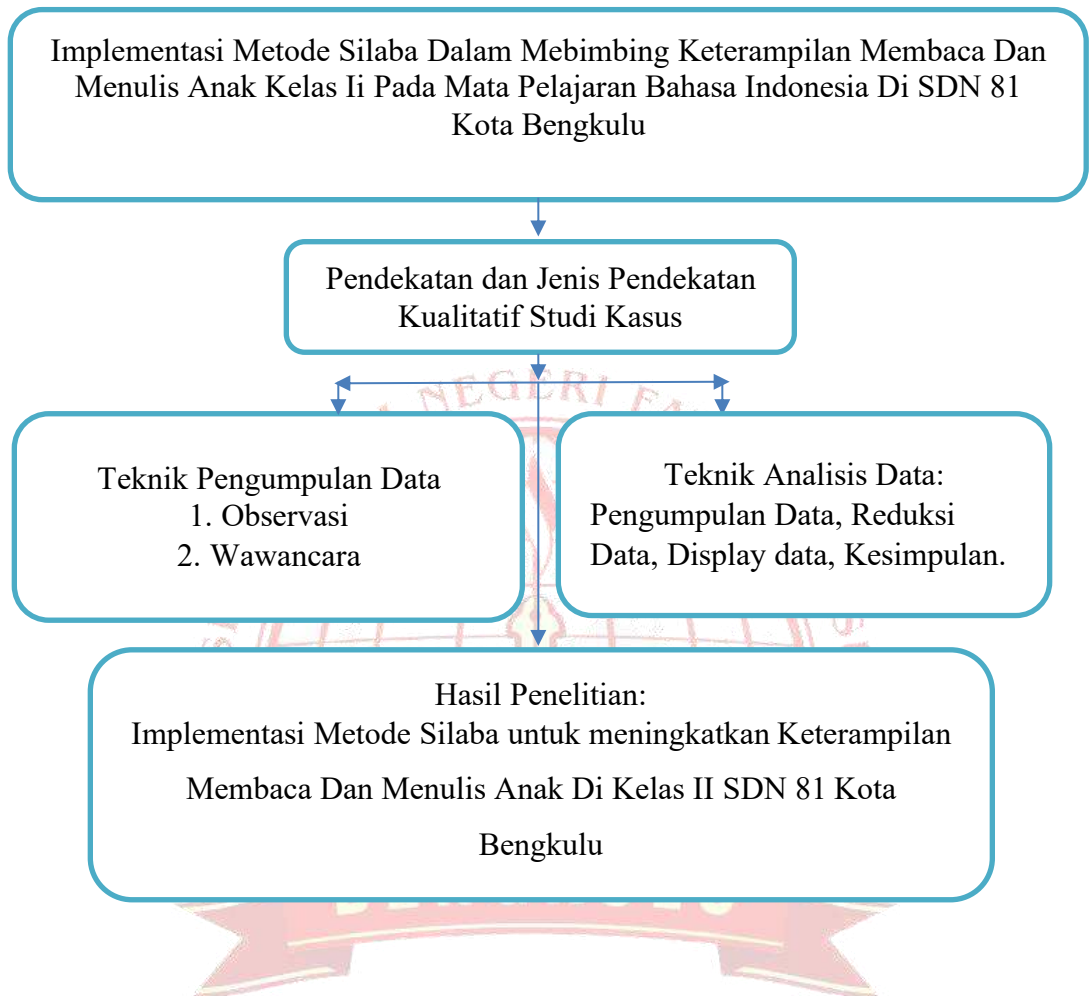 Implementasi Metode Silaba Dalam Mebimbing Keterampilan Membaca Dan
Menulis Anak Kelas Ii Pada Mata Pelajaran Bahasa Indonesia Di SDN 81
Kota Bengkulu
Pendekatan dan Jenis Pendekatan
Kualitatif Studi Kasus
NEGERI
Teknik Pengumpulan Data
1. Observasi
2. Wawancara
Teknik Analisis Data:
Pengumpulan Data, Reduksi
Data, Display data, Kesimpulan.
Hasil Penelitian:
Implementasi Metode Silaba untuk meningkatkan Keterampilan
Membaca Dan Menulis Anak Di Kelas II SDN 81 Kota
Bengkulu